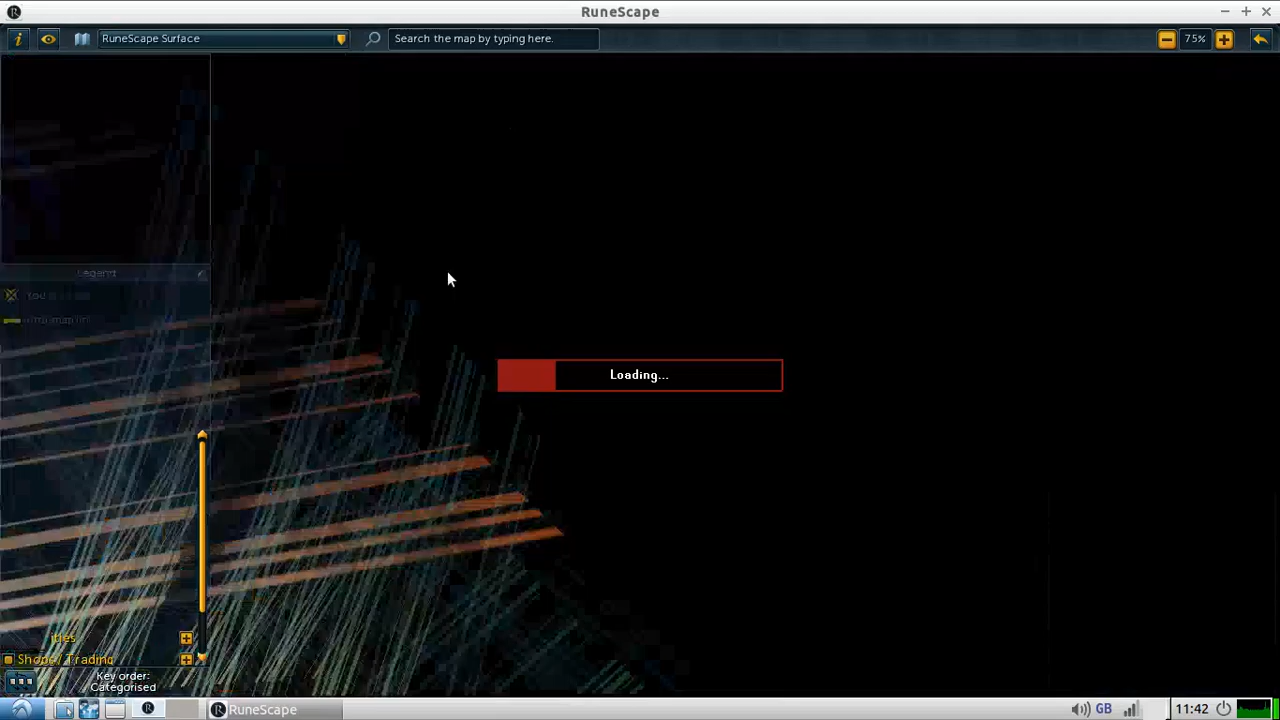 RuneScape
RuneScape Surface
Search the map by typing here.
75%
Legend
Loading...
Shops / Trading
Key order:
Categorised
RuneScape
GB
11:42